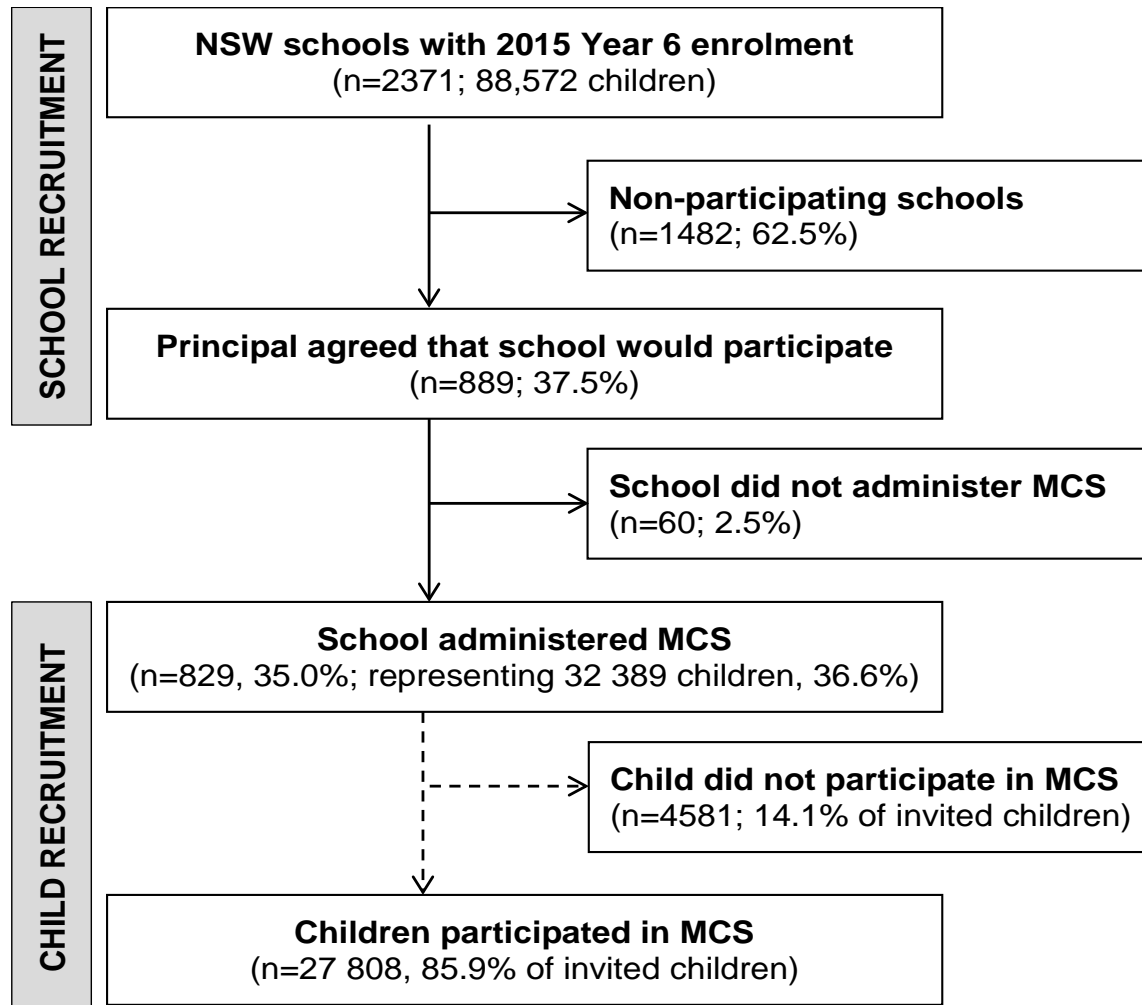 SCHOOL RECRUITMENT
NSW schools with 2015 Year 6 enrolment
(n=2371; 88,572 children)
Non-participating schools
(n=1482; 62.5%)
Principal agreed that school would participate
(n=889; 37.5%)
School did not administer MCS
(n=60; 2.5%)
CHILD RECRUITMENT
School administered MCS
(n=829, 35.0%; representing 32 389 children, 36.6%)
Child did not participate in MCS
(n=4581; 14.1% of invited children)
Children participated in MCS
(n=27 808, 85.9% of invited children)